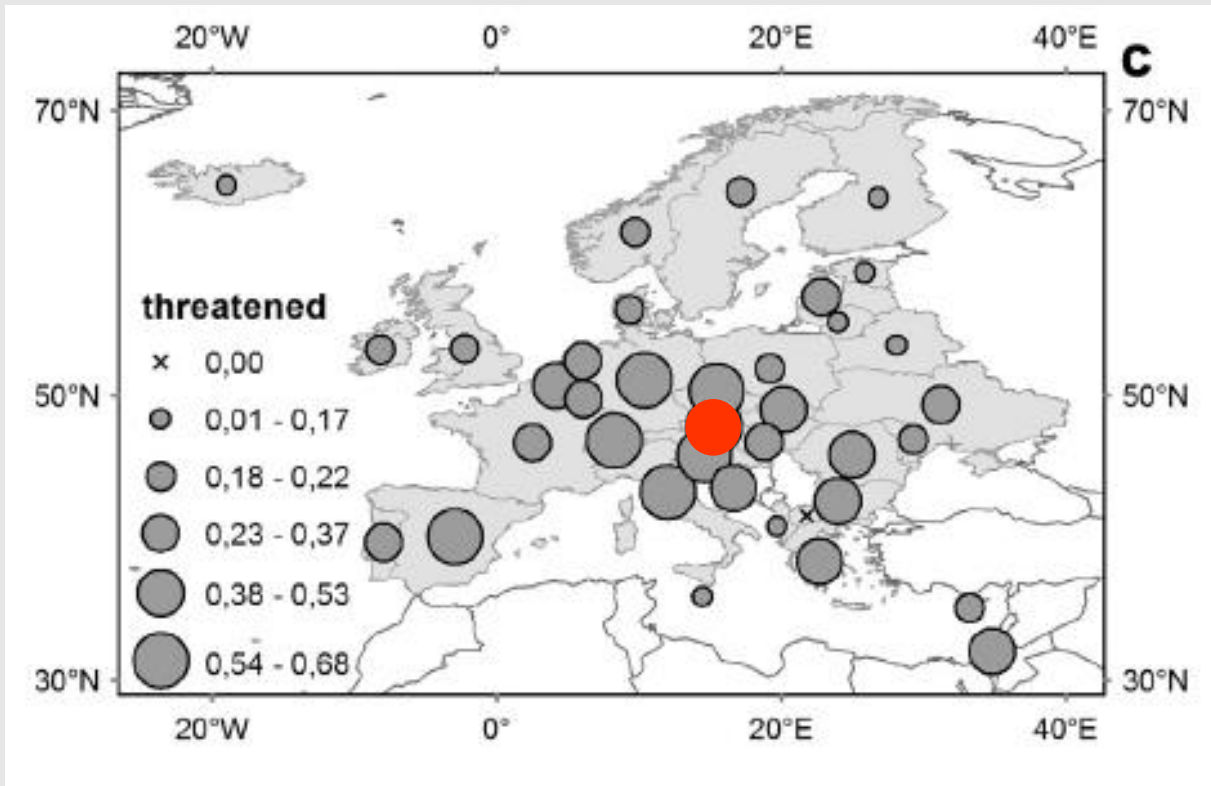 20°W 0° 20°E 40°E
C
70°N 70°N
threatened
0,00
50°N 50°N
0,01 - 0,17
0,18 - 0,22
0,23 - 0,37
0,38 - 0,53
0,54 - 0,68
30°N 30°N
20°W 0° 20°E 40°E